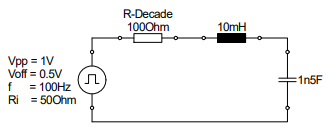 R-Decade
100Ohm
10mH
Vpp = 1V
Voff = 0.5V
f = 100Hz
Ri = 50Ohm
1n5F